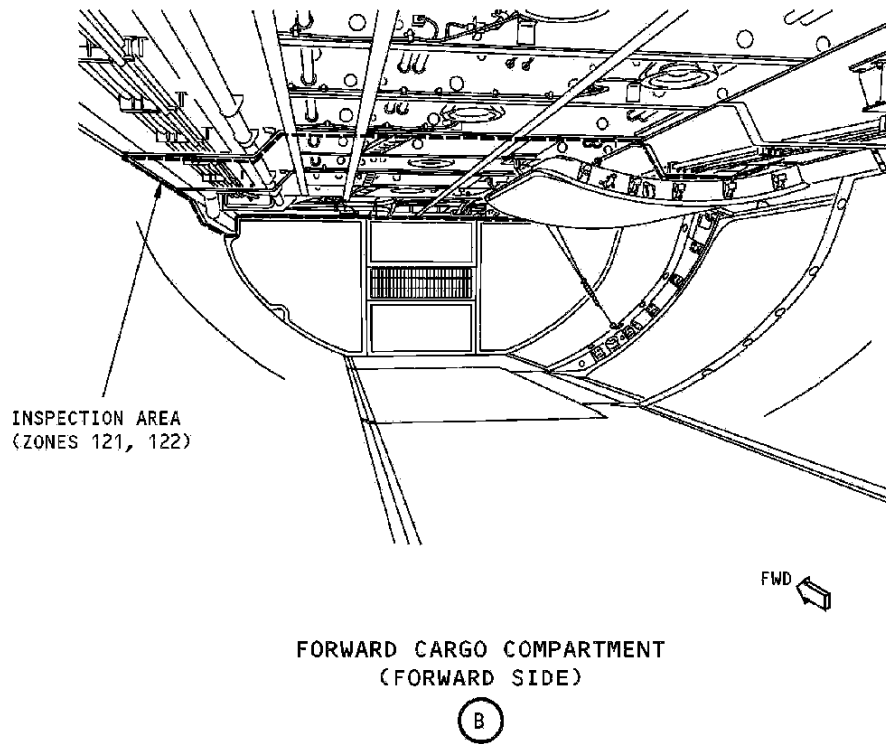 INSPECTION AREA
(ZONES 121, 122)
FWD
FORWARD CARGO COMPARTMENT
(FORWARD SIDE)
B